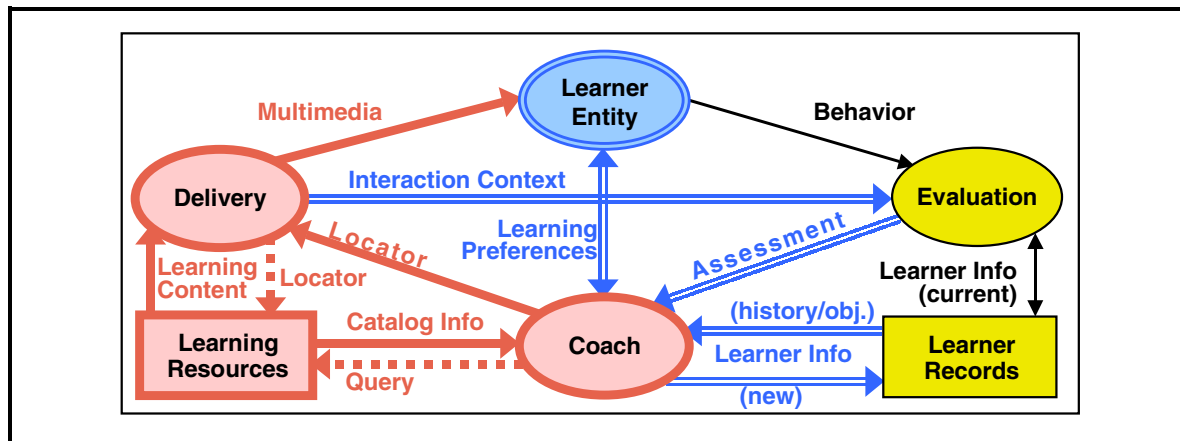 Learner
Entity
Multimedia
Behavior
Delivery
Interaction Context
Evaluation
Locator
Learning
Preferences
Assessment
Learning
Content
Locator
Learner Info
(current)
Learning
Resources
Catalog Info
Query
Coach
(history/obj.)
Learner Info
(new)
Learner
Records